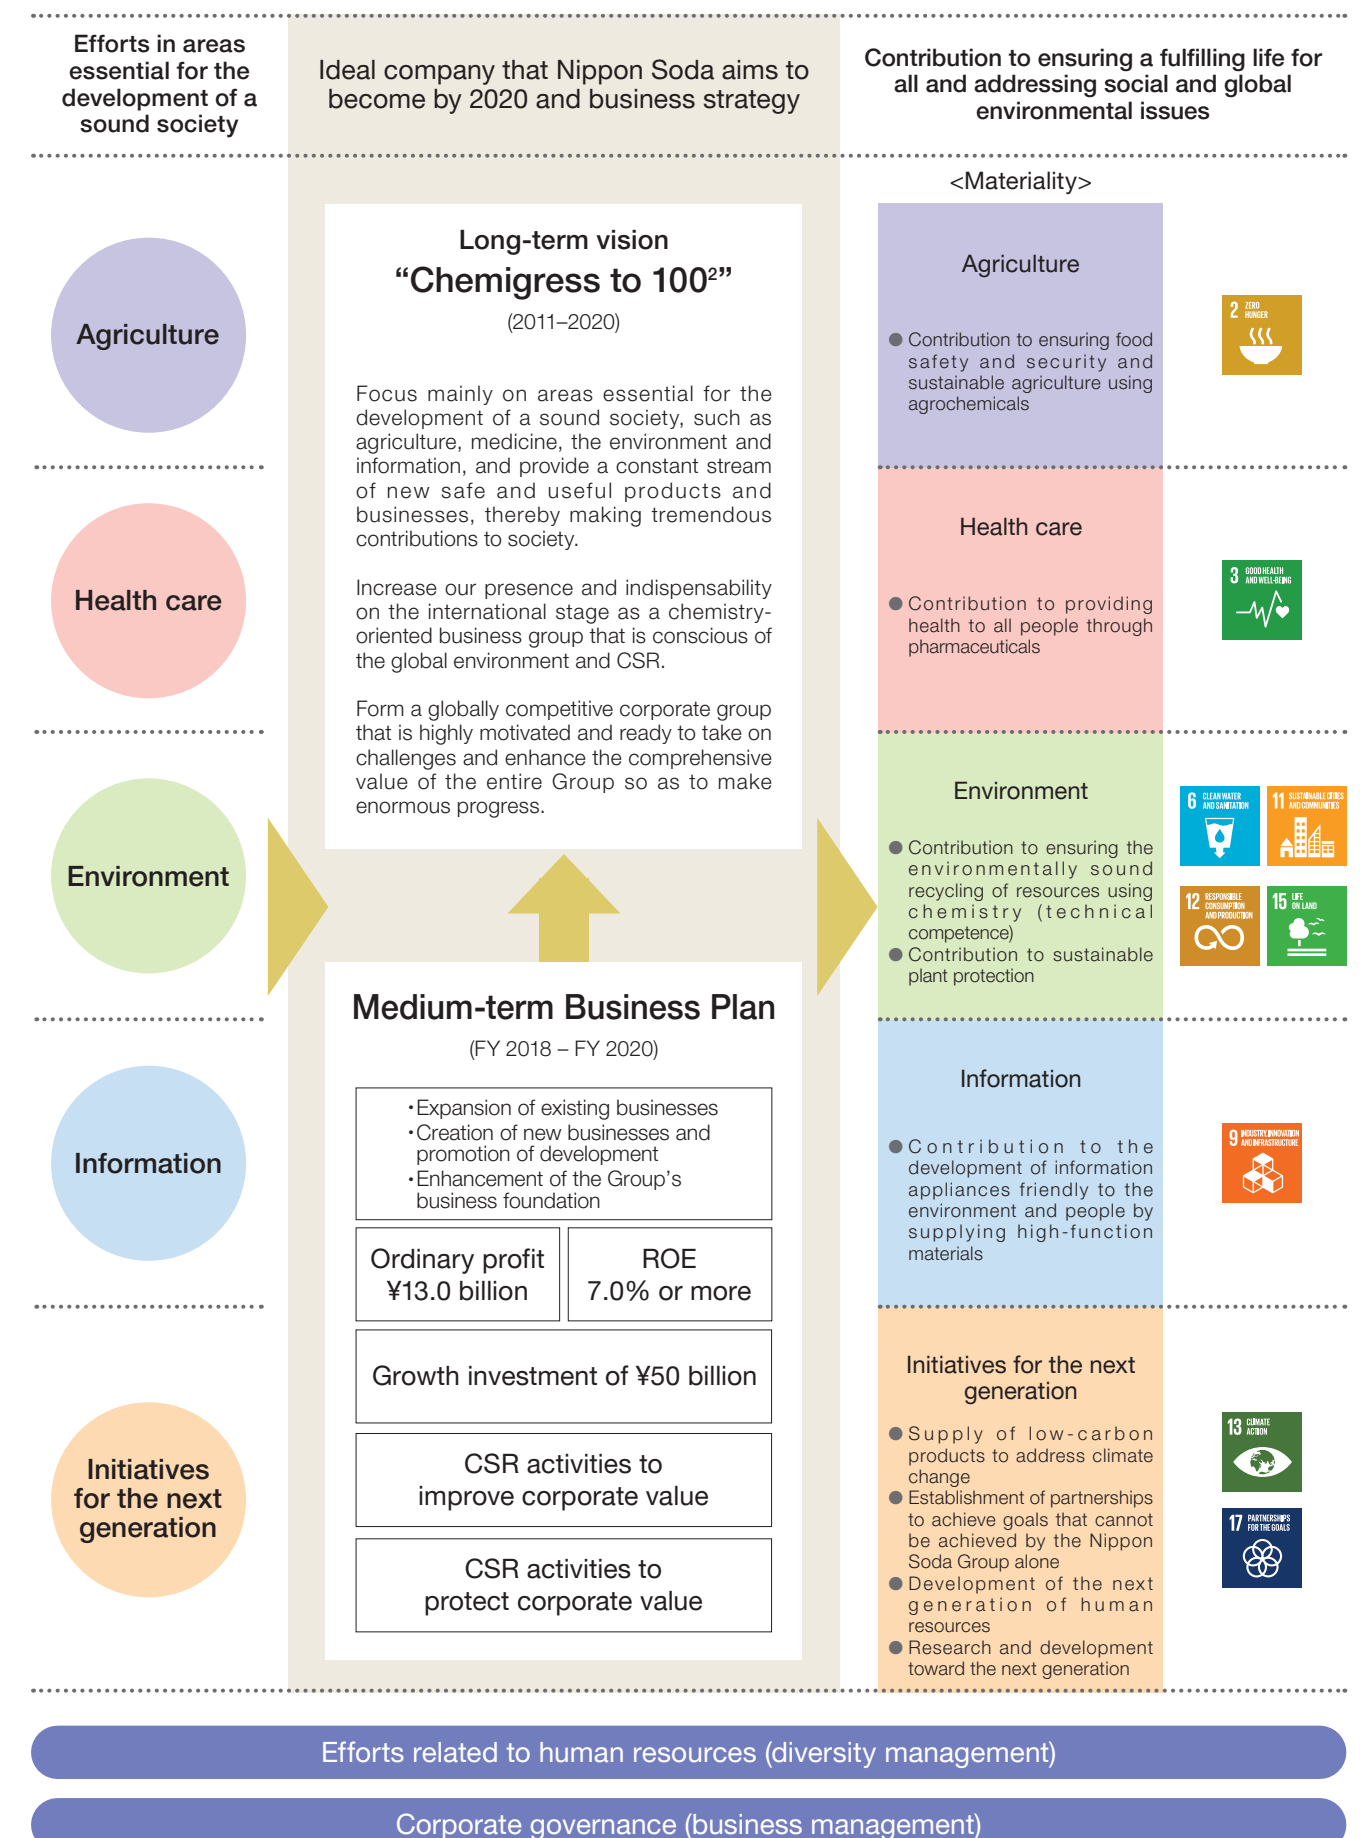 Efforts in areas
essential for the
development of a
sound society
Ideal company that Nippon Soda aims to
become by 2020 and business strategy
Contribution to ensuring a fulfilling life for
all and addressing social and global
environmental issues
Agriculture
Health care
Environment
Information
Initiatives
for the next
generation
Long-term vision
“Chemigress to 100²”
(2011–2020)
Focus mainly on areas essential for the
development of a sound society, such as
agriculture, medicine, the environment and
information, and provide a constant stream
of new safe and useful products and
businesses, thereby making tremendous
contributions to society.
Increase our presence and indispensability
on the international stage as a chemistry-
oriented business group that is conscious of
the global environment and CSR.
Form a globally competitive corporate group
that is highly motivated and ready to take on
challenges and enhance the comprehensive
value of the entire Group so as to make
enormous progress.
Medium-term Business Plan
(FY 2018 – FY 2020)
・Expansion of existing businesses
・Creation of new businesses and
promotion of development
・Enhancement of the Group's
business foundation
Ordinary profit
¥13.0 billion
ROE
7.0% or more
Growth investment of ¥50 billion
CSR activities to
improve corporate value
CSR activities to
protect corporate value
<Materiality>
Agriculture
● Contribution to ensuring food
safety and security and
sustainable agriculture using
agrochemicals
2 ZERO
HUNGER
Health care
● Contribution to providing
health to all people through
pharmaceuticals
3 GOOD HEALTH
AND WELL-BEING
Environment
● Contribution to ensuring the
environmentally sound
recycling of resources using
chemistry (technical
competence)
● Contribution to sustainable
plant protection
6 CLEAN WATER
AND SANITATION
11 SUSTAINABLE CITIES
AND COMMUNITIES
12 RESPONSIBLE
CONSUMPTION
AND PRODUCTION
15 LIFE
ON LAND
Information
● Contribution to the
development of information
appliances friendly to the
environment and people by
supplying high-function
materials
9 INDUSTRY, INNOVATION
AND INFRASTRUCTURE
Initiatives for the next
generation
● Supply of low-carbon
products to address climate
change
● Establishment of partnerships
to achieve goals that cannot
be achieved by the Nippon
Soda Group alone
● Development of the next
generation of human
resources
● Research and development
toward the next generation
13 CLIMATE
ACTION
17 PARTNERSHIPS
FOR THE GOALS
Efforts related to human resources (diversity management)
Corporate governance (business management)